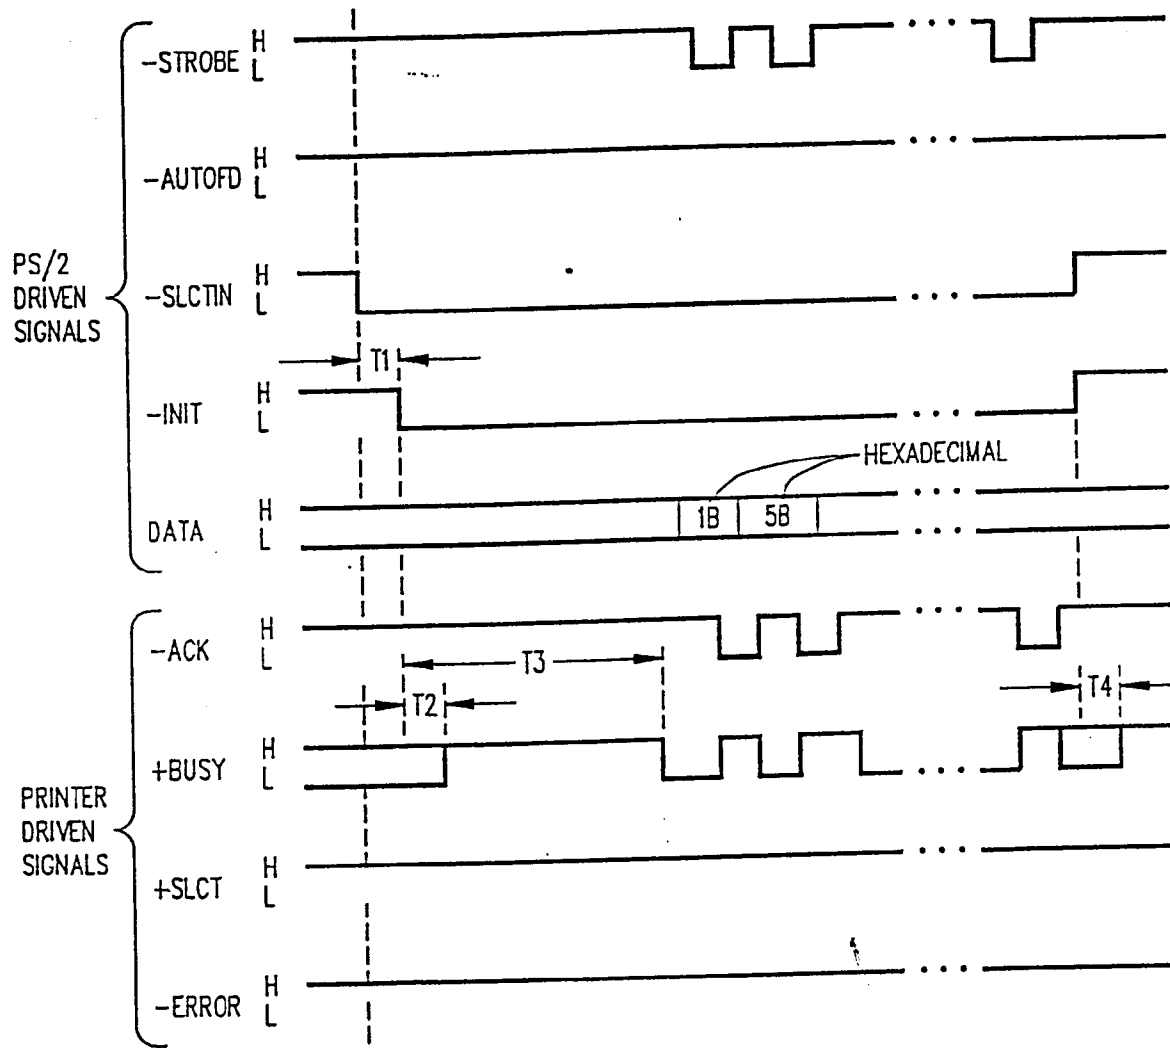 PS/2
DRIVEN
SIGNALS
-STROBE H
L
-AUTOFD H
L
-SLCTIN H
L
T1
-INIT H
L
HEXADECIMAL
DATA H
L
1B 5B
PRINTER
DRIVEN
SIGNALS
-ACK H
L
T3
T2
T4
+BUSY H
L
+SLCT H
L
-ERROR H
L